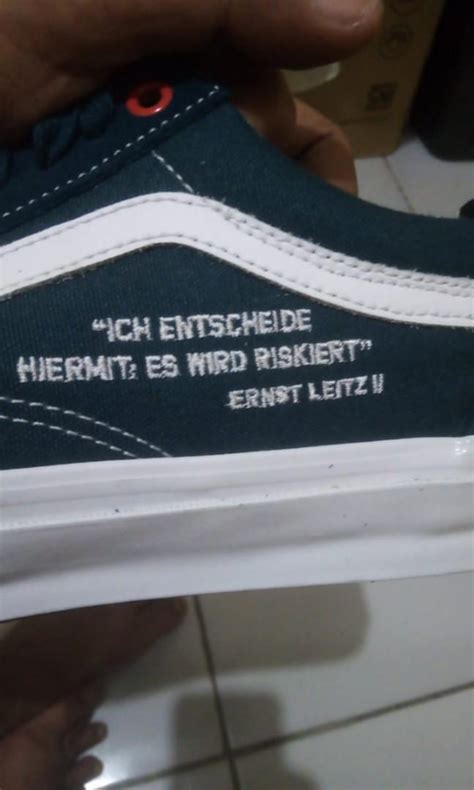 “ICH ENTSCHEIDE
HIERMIT: ES WIRD RISKIERT”
ERNST LEITZ II